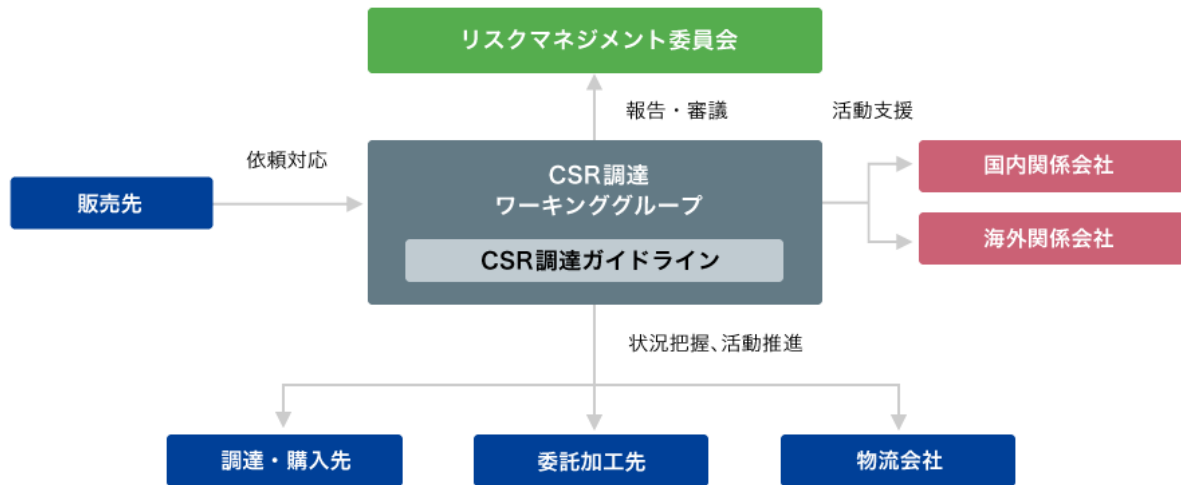 リスクマネジメント委員会
報告・審議
活動支援
依頼対応
販売先
CSR調達
ワーキンググループ
CSR調達ガイドライン
国内関係会社
海外関係会社
状況把握、活動推進
調達・購入先
委託加工先
物流会社